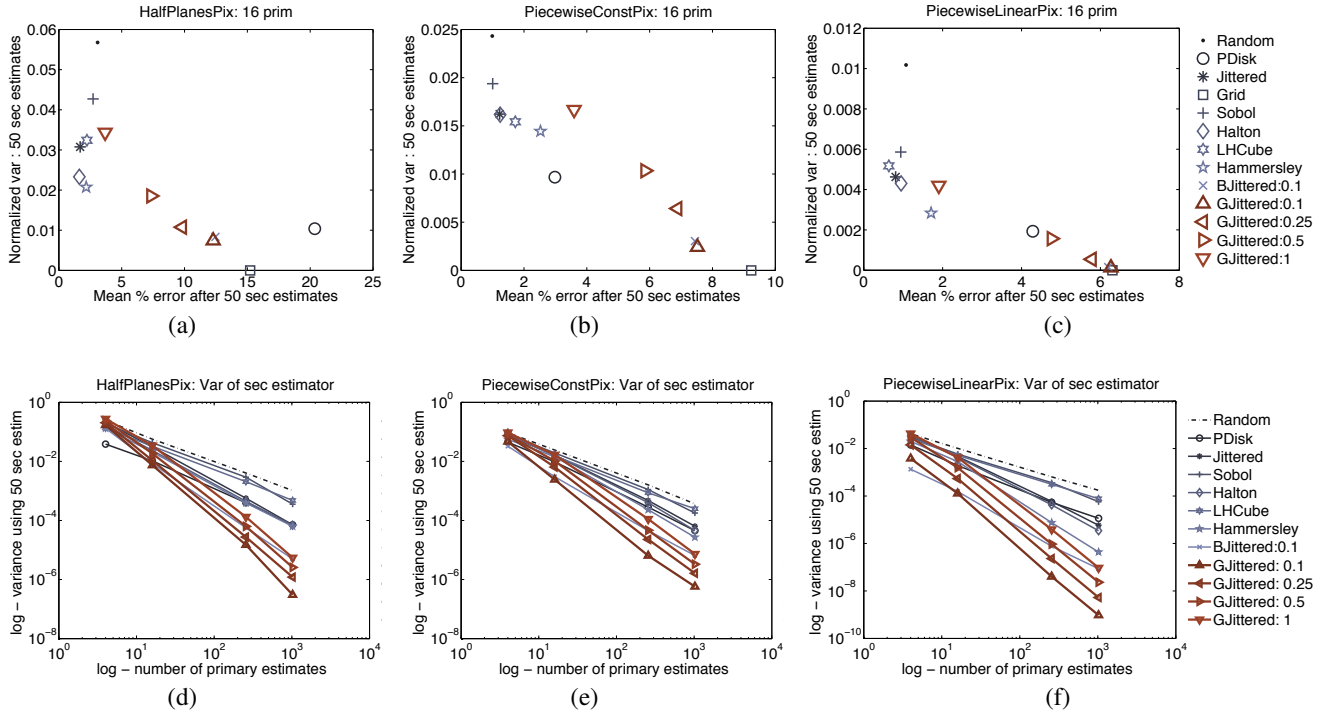 HalfPlanesPix: 16 prim
Normalized var : 50 sec estimates
0.06
0.05
0.04
0.03
0.02
0.01
0
0 5 10 15 20 25
Mean % error after 50 sec estimates
(a)
PiecewiseConstPix: 16 prim
Normalized var : 50 sec estimates
0.025
0.02
0.015
0.01
0.005
0
0 2 4 6 8 10
Mean % error after 50 sec estimates
(b)
PiecewiseLinearPix: 16 prim
Normalized var : 50 sec estimates
0.012
0.01
0.008
0.006
0.004
0.002
0
0 2 4 6 8
Mean % error after 50 sec estimates
(c)
Random
PDisk
Jittered
Grid
Sobol
Halton
LHCube
Hammersley
BJittered:0.1
GJittered:0.1
GJittered:0.25
GJittered:0.5
GJittered:1
HalfPlanesPix: Var of sec estimator
log − variance using 50 sec estim
10^0
10^−2
10^−4
10^−6
10^−8
10^0 10^1 10^2 10^3 10^4
log − number of primary estimates
(d)
PiecewiseConstPix: Var of sec estimator
log − variance using 50 sec estim
10^0
10^−2
10^−4
10^−6
10^−8
10^0 10^1 10^2 10^3 10^4
log − number of primary estimates
(e)
PiecewiseLinearPix: Var of sec estimator
log − variance using 50 sec estim
10^0
10^−2
10^−4
10^−6
10^−8
10^−10
10^0 10^1 10^2 10^3 10^4
log − number of primary estimates
(f)
Random
PDisk
Jittered
Sobol
Halton
LHCube
Hammersley
BJittered:0.1
GJittered: 0.1
GJittered: 0.25
GJittered: 0.5
GJittered: 1